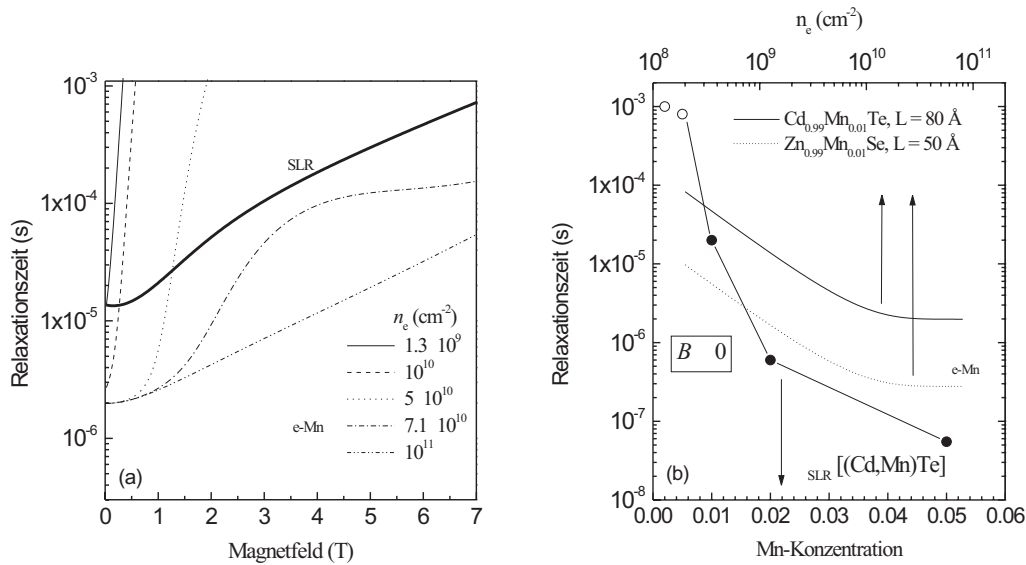 10⁻³
1x10⁻⁴
1x10⁻⁵
10⁻⁶
Relaxationszeit (s)
SLR
nₑ (cm⁻²)
1.3 10⁹
10¹⁰
5 10¹⁰
e-Mn
7.1 10¹⁰
10¹¹
(a)
0 1 2 3 4 5 6 7
Magnetfeld (T)
nₑ (cm⁻²)
10⁸ 10⁹ 10¹⁰ 10¹¹
10⁻³
1x10⁻⁴
1x10⁻⁵
10⁻⁶
10⁻⁷
10⁻⁸
Relaxationszeit (s)
Cd₀.₉₉Mn₀.₀₁Te, L = 80 Å
Zn₀.₉₉Mn₀.₀₁Se, L = 50 Å
B 0
e-Mn
(b)
SLR [(Cd,Mn)Te]
0.00 0.01 0.02 0.03 0.04 0.05 0.06
Mn-Konzentration